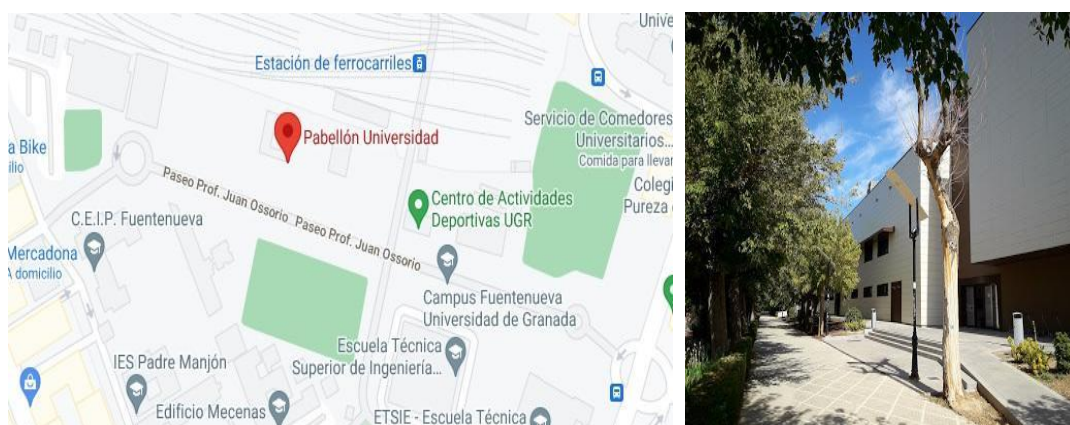 Unive
Estación de ferrocarriles
Pabellón Universidad
Servicio de Comedores
Universitarios...
Comida para llevar
a Bike
ilio
Paseo Prof. Juan Ossorio
Paseo Prof. Juan Ossorio
Colegi
Pureza
Centro de Actividades
Deportivas UGR
C.E.I.P. Fuentenueva
Mercadona
A domicilio
Campus Fuentenueva
Universidad de Granada
Escuela Técnica
Superior de Ingeniería...
IES Padre Manjón
Edificio Mecenas
ETSIE - Escuela Técnica